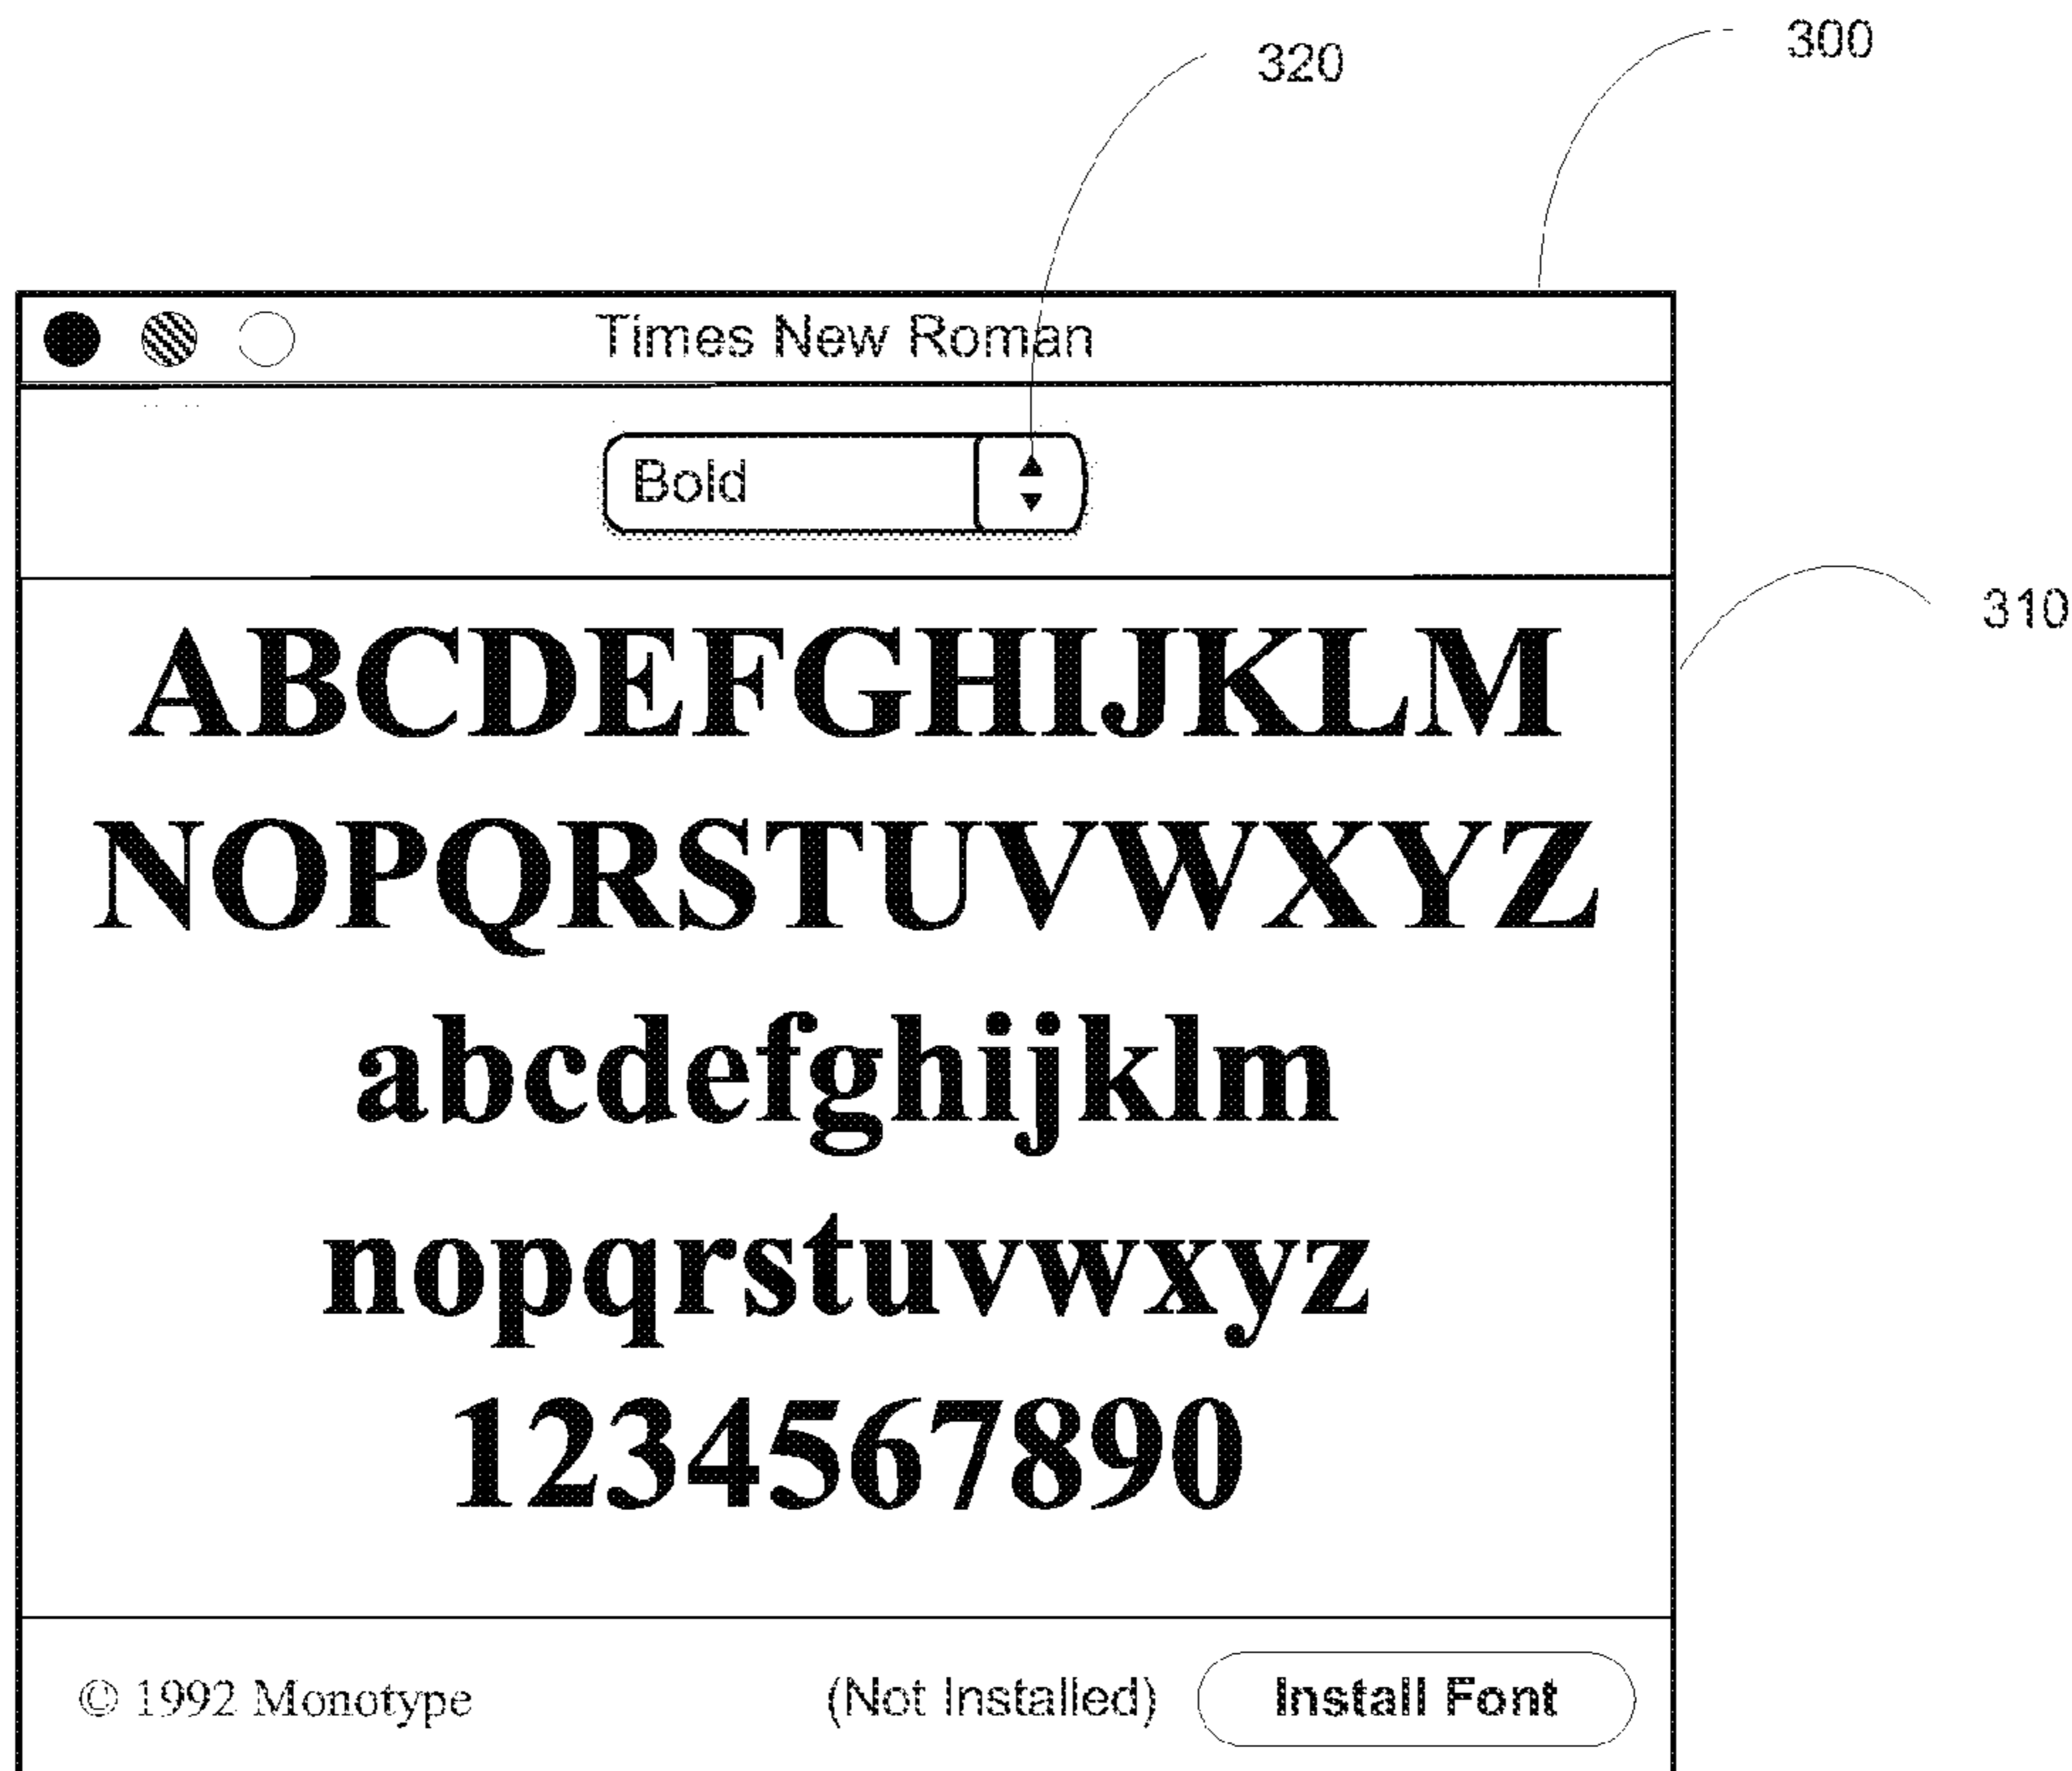 320
300
Times New Roman
Bold
310
ABCDEFGHIJKLM
NOPQRSTUVWXYZ
abcdefghijklm
nopqrstuvwxyz
1234567890
© 1992 Monotype
(Not Installed)
Install Font